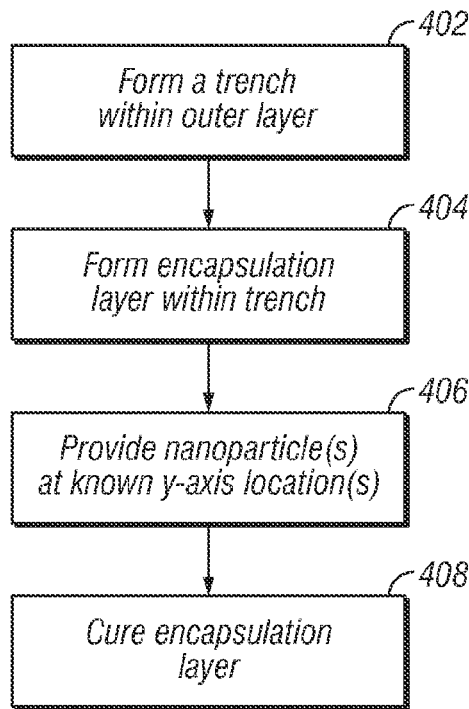 402
Form a trench
within outer layer
404
Form encapsulation
layer within trench
406
Provide nanoparticle(s)
at known y-axis location(s)
408
Cure encapsulation
layer